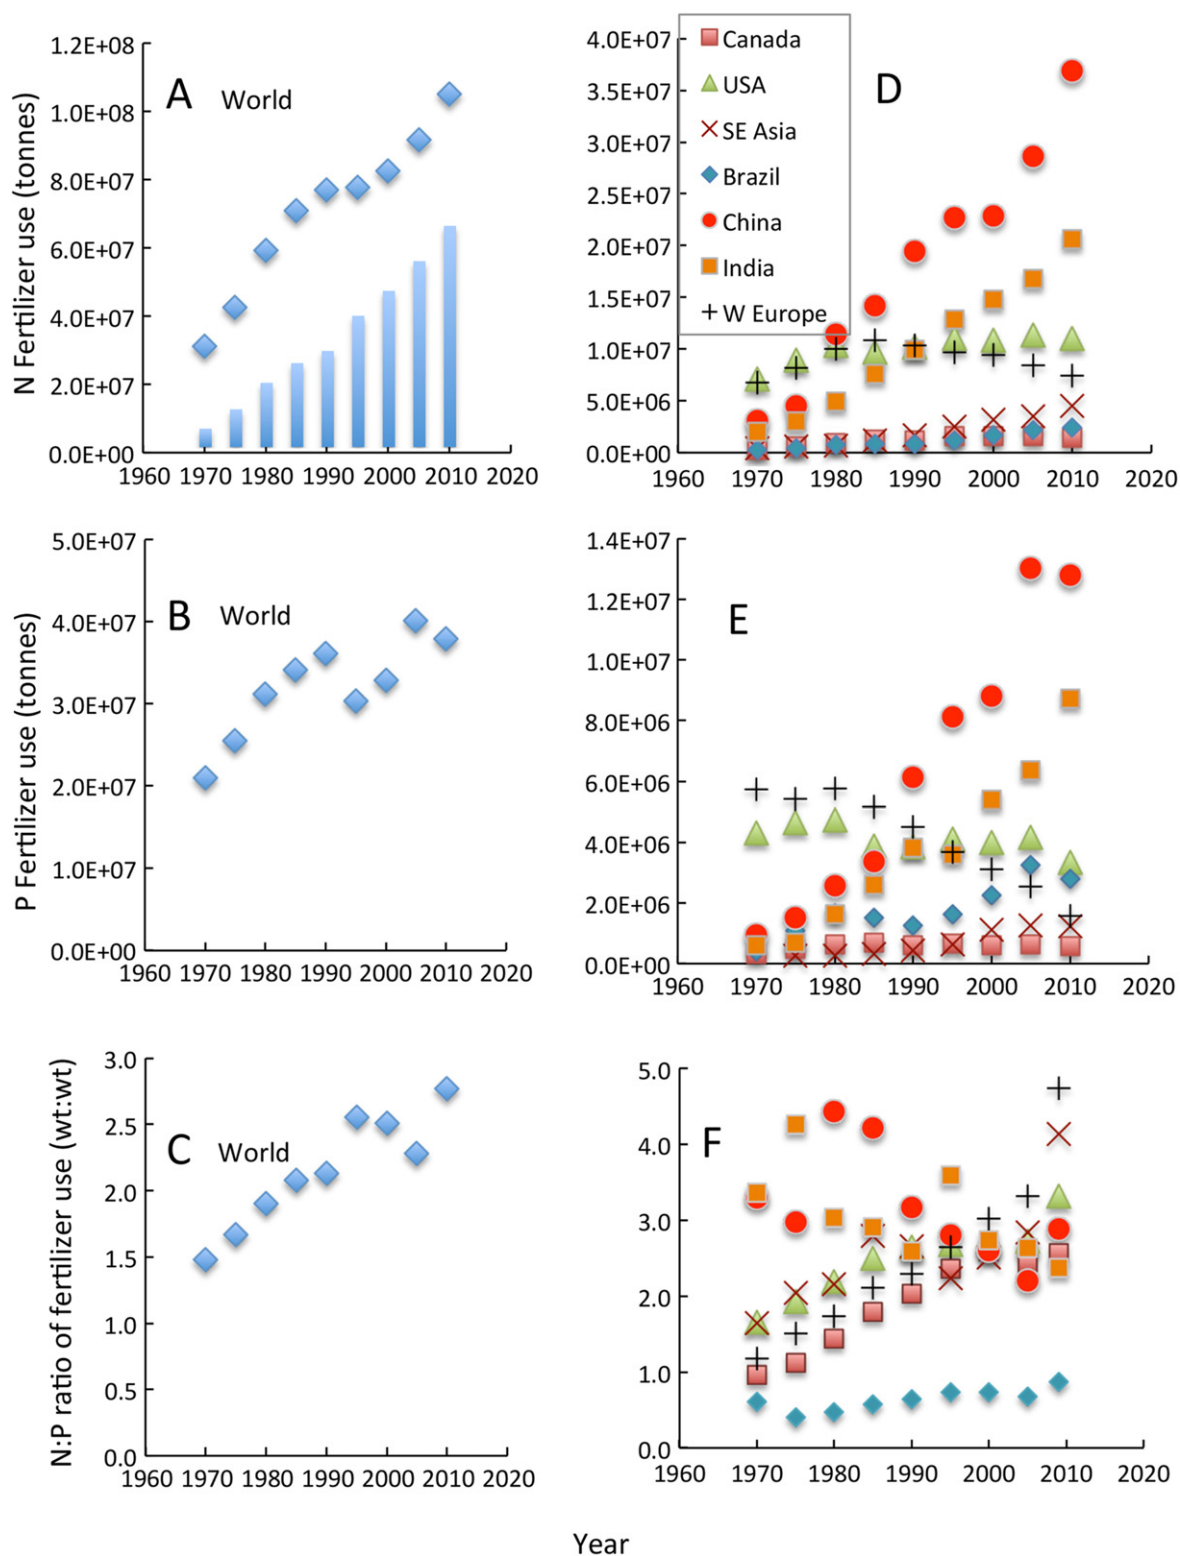 N Fertilizer use (tonnes)
1.2E+08
1.0E+08
8.0E+07
6.0E+07
4.0E+07
2.0E+07
0.0E+00
1960 1970 1980 1990 2000 2010 2020
A World
4.0E+07
3.5E+07
3.0E+07
2.5E+07
2.0E+07
1.5E+07
1.0E+07
5.0E+06
0.0E+00
1960 1970 1980 1990 2000 2010 2020
Canada
USA
SE Asia
Brazil
China
India
W Europe
D
P Fertilizer use (tonnes)
5.0E+07
4.0E+07
3.0E+07
2.0E+07
1.0E+07
0.0E+00
1960 1970 1980 1990 2000 2010 2020
B World
1.4E+07
1.2E+07
1.0E+07
8.0E+06
6.0E+06
4.0E+06
2.0E+06
0.0E+00
1960 1970 1980 1990 2000 2010 2020
E
N:P ratio of fertilizer use (wt:wt)
3.0
2.5
2.0
1.5
1.0
0.5
0.0
1960 1970 1980 1990 2000 2010 2020
C World
5.0
4.0
3.0
2.0
1.0
0.0
1960 1970 1980 1990 2000 2010 2020
F
Year